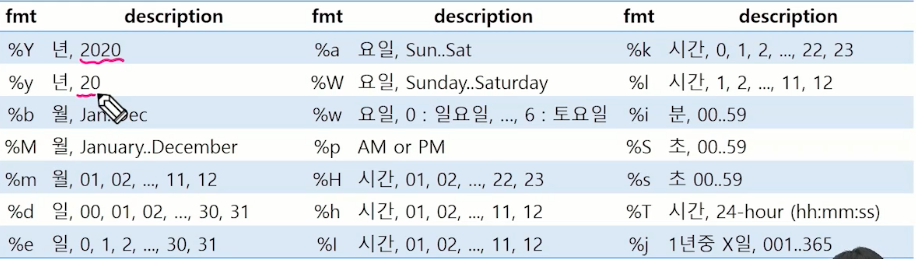 fmt description fmt description fmt description
%Y 년, 2020 %a 요일, Sun..Sat %k 시간, 0, 1, 2, ..., 22, 23
%y 년, 20 %W 요일, Sunday..Saturday %l 시간, 1, 2, ..., 11, 12
%b 월, Jan..Dec %w 요일, 0 : 일요일, ..., 6 : 토요일 %i 분, 00..59
%M 월, January..December %p AM or PM %S 초, 00..59
%m 월, 01, 02, ..., 11, 12 %H 시간, 01, 02, ..., 22, 23 %s 초 00..59
%d 일, 00, 01, 02, ..., 30, 31 %h 시간, 01, 02, ..., 11, 12 %T 시간, 24-hour (hh:mm:ss)
%e 일, 0, 1, 2, ..., 30, 31 %I 시간, 01, 02, ..., 11, 12 %j 1년중 X일, 001..365